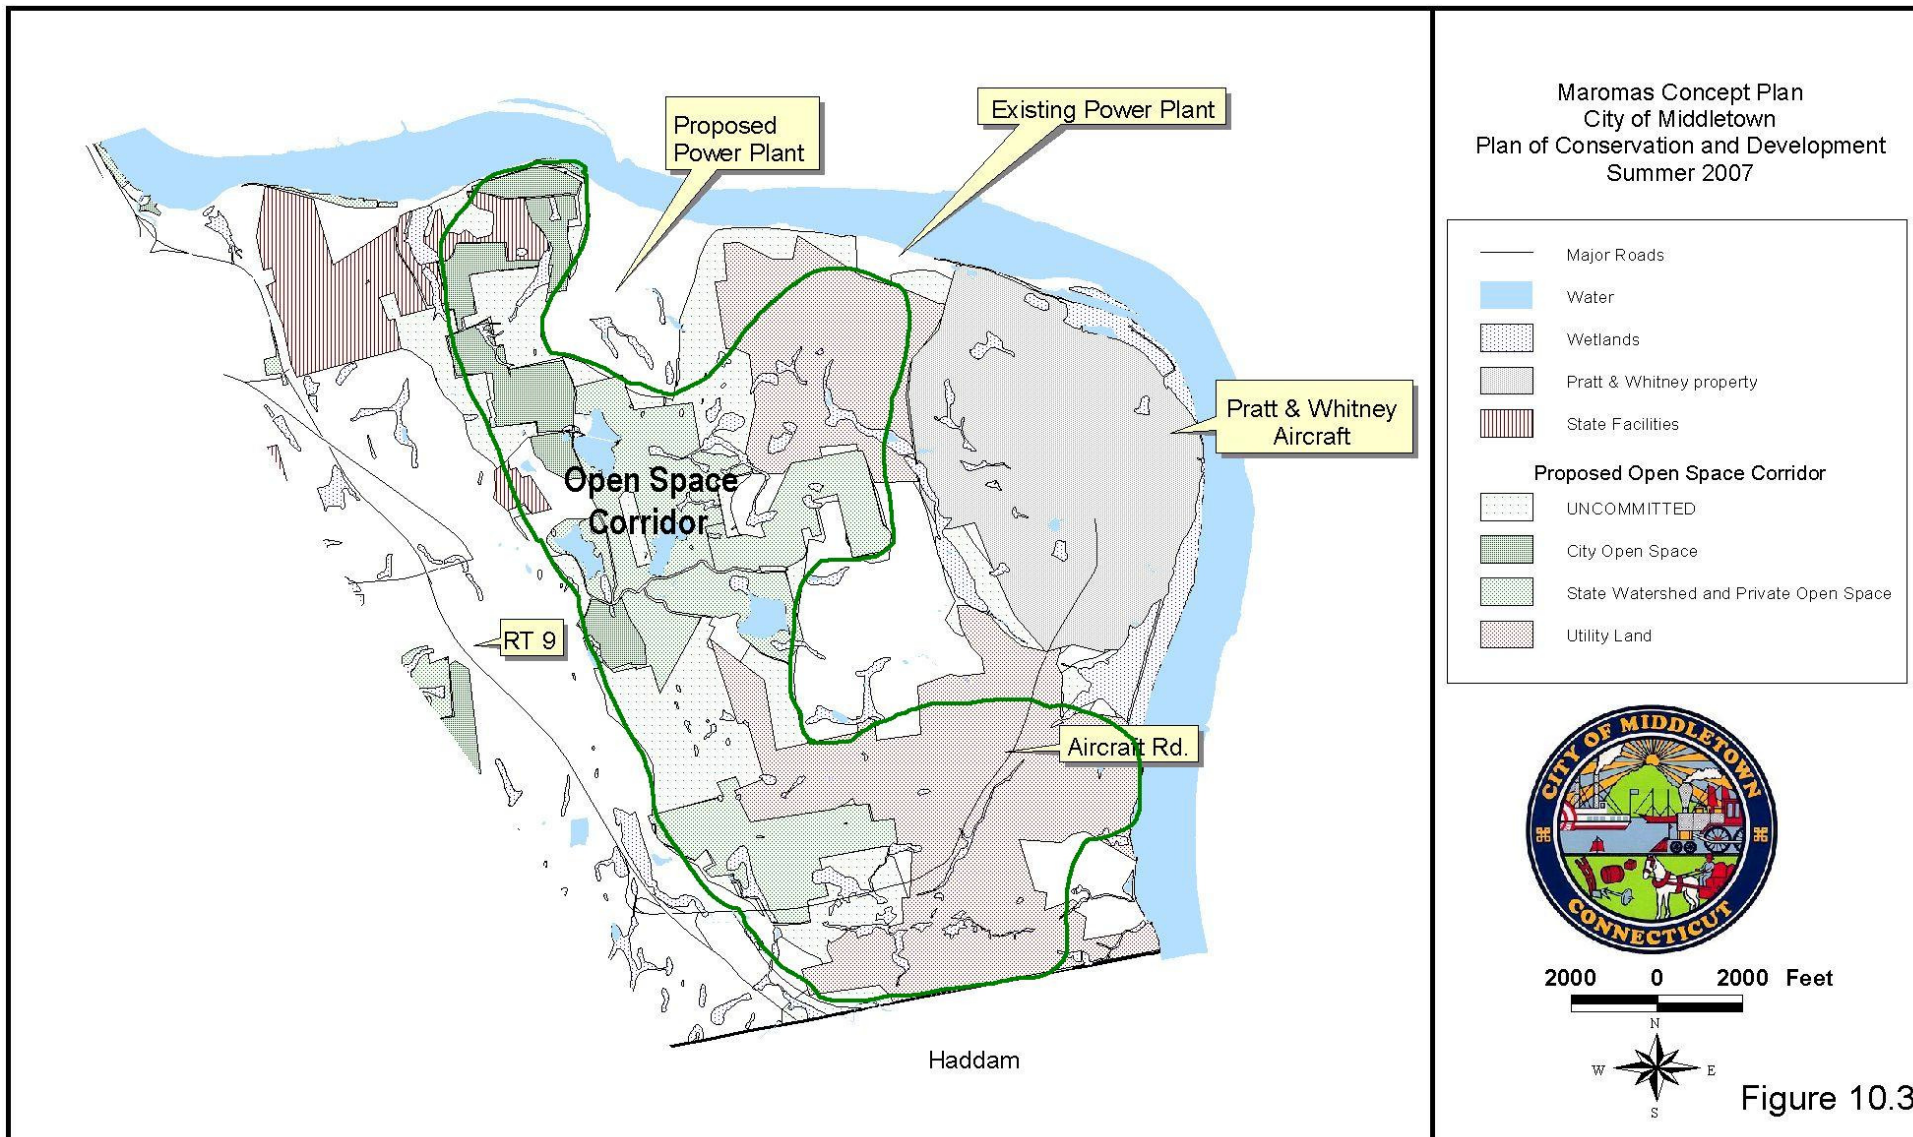 Maromas Concept Plan
City of Middletown
Plan of Conservation and Development
Summer 2007
Proposed
Power Plant
Existing Power Plant
Pratt & Whitney
Aircraft
Open Space
Corridor
RT 9
Aircraft Rd.
Haddam
Major Roads
Water
Wetlands
Pratt & Whitney property
State Facilities
Proposed Open Space Corridor
UNCOMMITTED
City Open Space
State Watershed and Private Open Space
Utility Land
CITY OF MIDDLETOWN
CONNECTICUT
2000 0 2000 Feet
N
W E
S
Figure 10.3